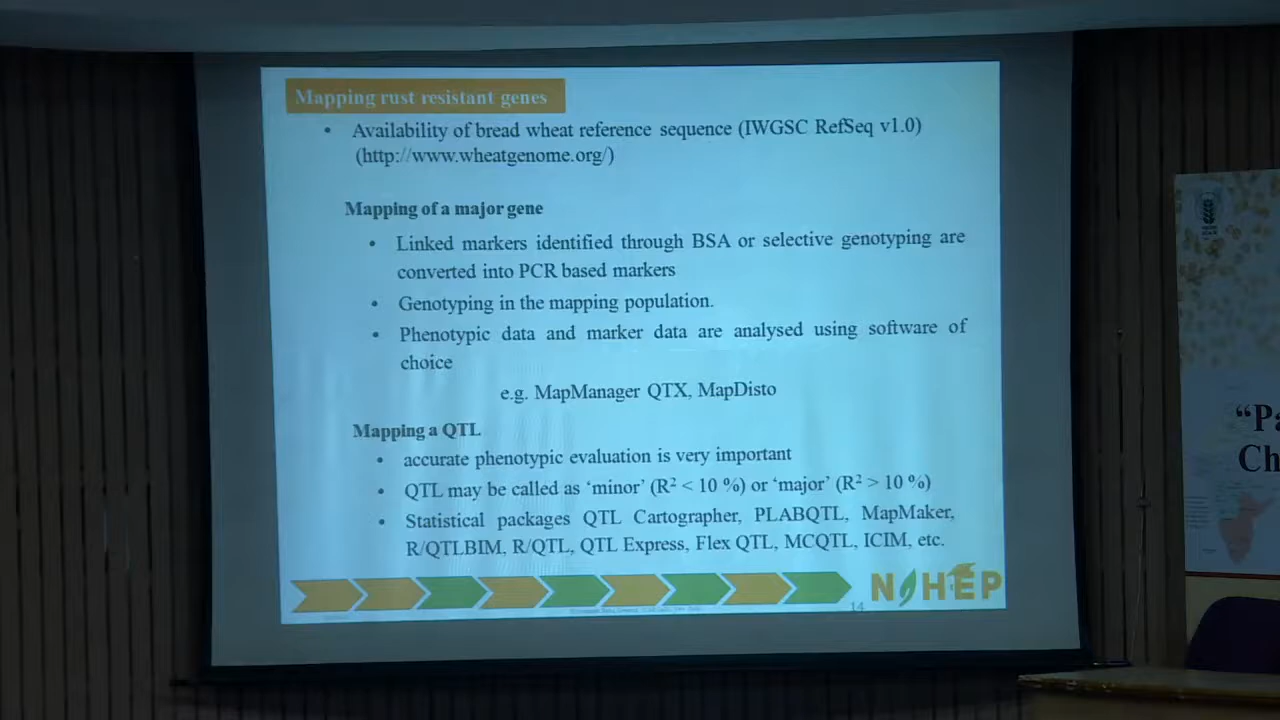 Mapping rust resistant genes
• Availability of bread wheat reference sequence (IWGSC RefSeq v1.0)
(http://www.wheatgenome.org/)
Mapping of a major gene
• Linked markers identified through BSA or selective genotyping are
converted into PCR based markers
• Genotyping in the mapping population.
• Phenotypic data and marker data are analysed using software of
choice
e.g. MapManager QTX, MapDisto
Mapping a QTL
• accurate phenotypic evaluation is very important
• QTL may be called as ‘minor’ (R² < 10 %) or ‘major’ (R² > 10 %)
• Statistical packages QTL Cartographer, PLABQTL, MapMaker,
R/QTLBIM, R/QTL, QTL Express, Flex QTL, MCQTL, ICIM, etc.
NAHEP
14
“Pa
Ch